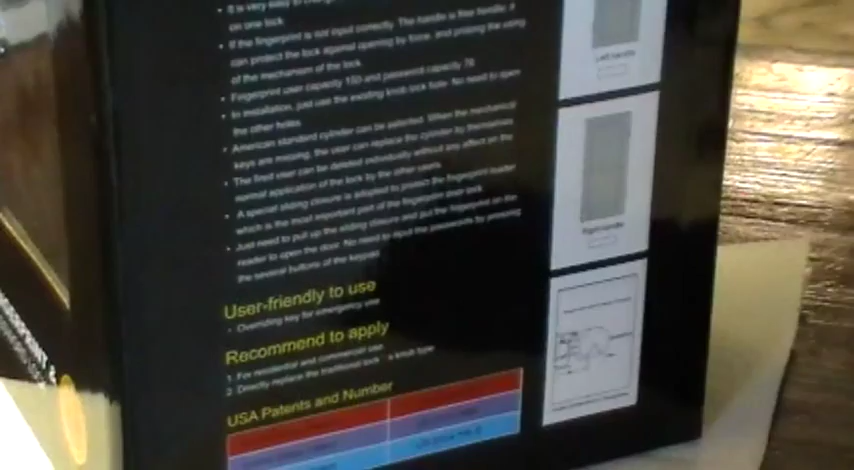 • It is very easy to
on one lock
• If the fingerprint is not input correctly. The handle is free handle, it
can protect the lock against opening by force, and prolong the using
of the mechanism of the lock
• Fingerprint user capacity 150 and password capacity 78
• In installation, just use the existing knob lock hole. No need to open
the other holes
• American standard cylinder can be selected. When the mechanical
keys are missing, the user can replace the cylinder by themselves
• The fired user can be deleted individually without any affect on the
normal application of the lock by the other users
• A special sliding closure is adopted to protect the fingerprint reader
which is the most important part of the fingerprint door lock
• Just need to pull up the sliding closure and put the fingerprint on the
reader to open the door. No need to input the passwords by pressing
the several buttons of the keypad
User-friendly to use
• Overriding key for emergency use
Recommend to apply
1. For residential and commercial use
2. Directly replace the traditional lock a knob type
USA Patents and Number
Left handle
Right handle